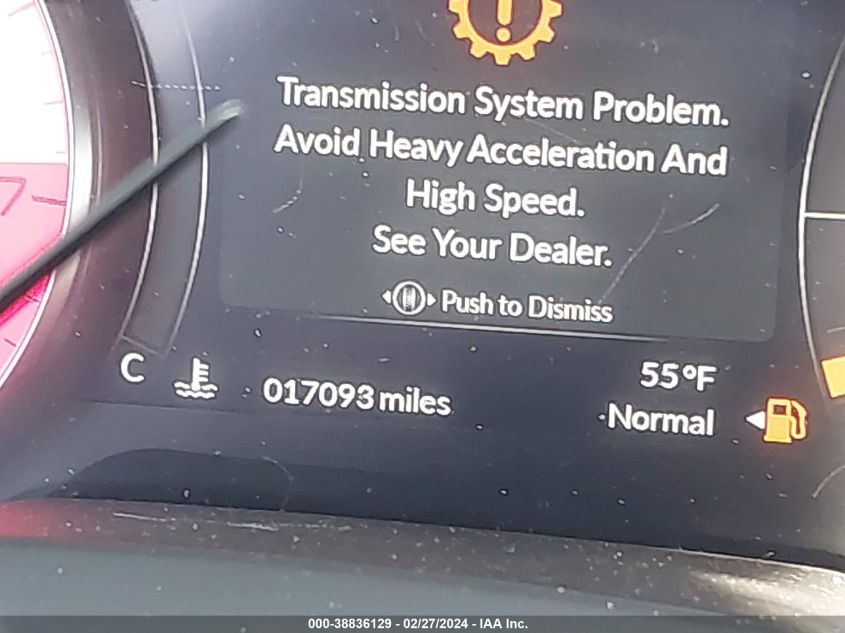 Transmission System Problem.
Avoid Heavy Acceleration And
High Speed.
See Your Dealer.
Push to Dismiss
C
017093 miles
55°F
Normal
000-38836129 - 02/27/2024 - IAA Inc.